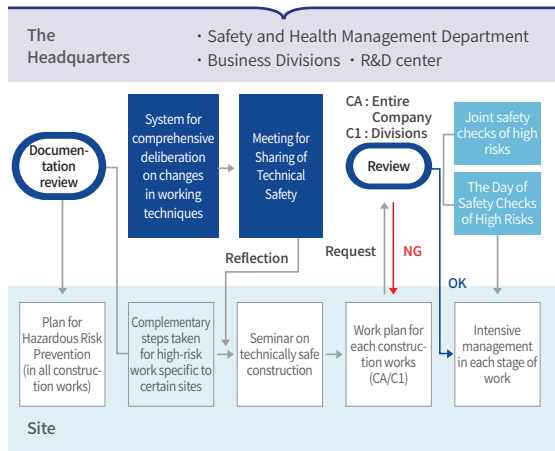 The
Headquarters
・Safety and Health Management Department
・Business Divisions ・R&D center
Documen-
tation
review
System for
comprehensive
deliberation
on changes
in working
techniques
Meeting for
Sharing of
Technical
Safety
CA : Entire
Company
C1 : Divisions
Review
Joint safety
checks of high
risks
The Day of
Safety Checks
of High Risks
Reflection
Request
NG
OK
Plan for
Hazardous Risk
Prevention
(in all construc-
tion works)
Complementary
steps taken
for high-risk
work specific to
certain sites
Seminar on
technically safe
construction
Work plan for
each construc-
tion works
(CA/C1)
Intensive
management
in each stage of
work
Site